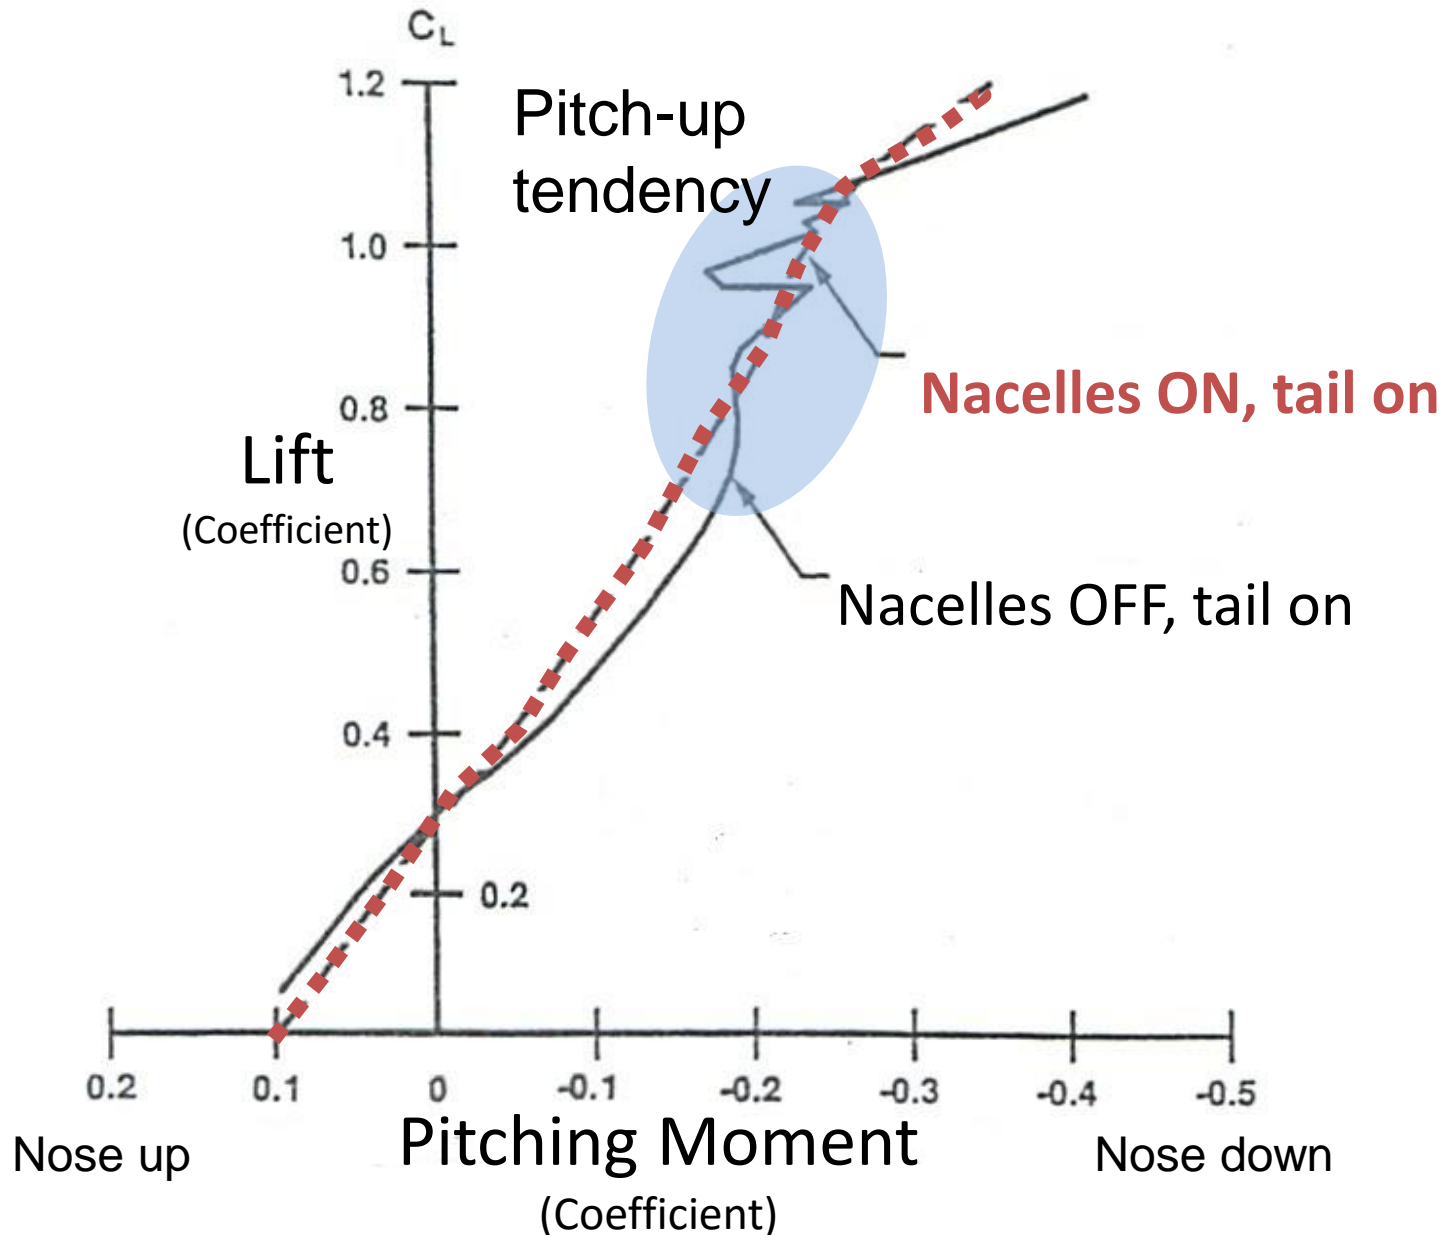 CL
1.2
Pitch-up
tendency
1.0
Nacelles ON, tail on
0.8
Lift
(Coefficient)
0.6
Nacelles OFF, tail on
0.4
0.2
0.2 0.1 0 -0.1 -0.2 -0.3 -0.4 -0.5
Nose up Pitching Moment Nose down
(Coefficient)